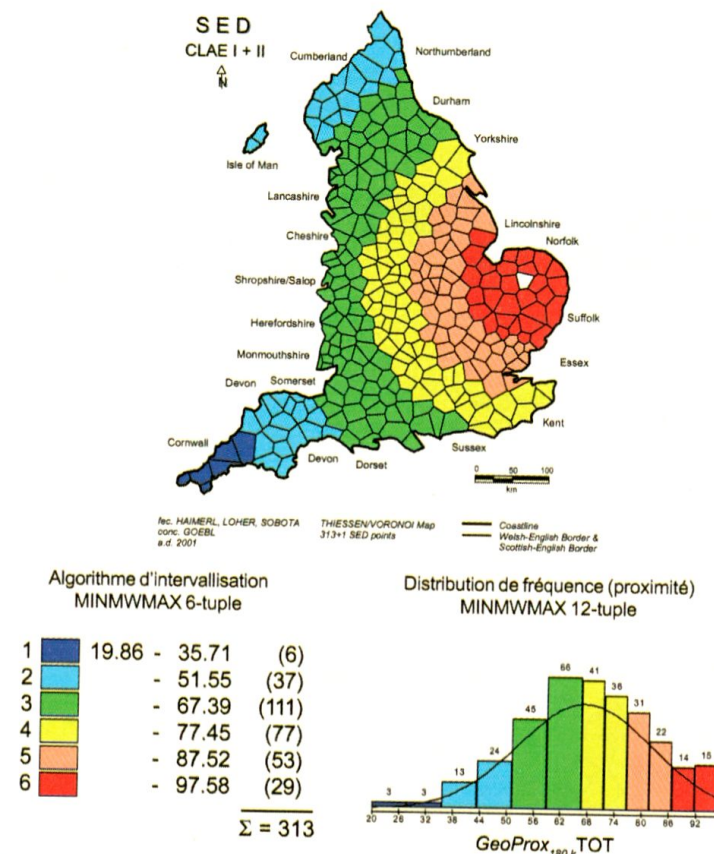 SED
CLAE I + II
N
Cumberland
Northumberland
Durham
Yorkshire
Isle of Man
Lancashire
Lincolnshire
Cheshire
Norfolk
Shropshire/Salop
Suffolk
Herefordshire
Monmouthshire
Essex
Devon
Somerset
Kent
Cornwall
Devon
Dorset
Sussex
0 50 100
km
fec. HAIMERL, LOHER, SOBOTA
conc. GOEBL
a.d. 2001
THIESSEN/VORONOI Map
313+1 SED points
Coastline
Welsh-English Border &
Scottish-English Border
Algorithme d'intervallisation
MINMWMAX 6-tuple
1 19.86 - 35.71 (6)
2 - 51.55 (37)
3 - 67.39 (111)
4 - 77.45 (77)
5 - 87.52 (53)
6 - 97.58 (29)
Σ = 313
Distribution de fréquence (proximité)
MINMWMAX 12-tuple
3 3 13 24 45 66 41 36 31 22 14 15
20 26 32 38 44 50 56 62 68 74 80 86 92
GeoProx 180,k TOT